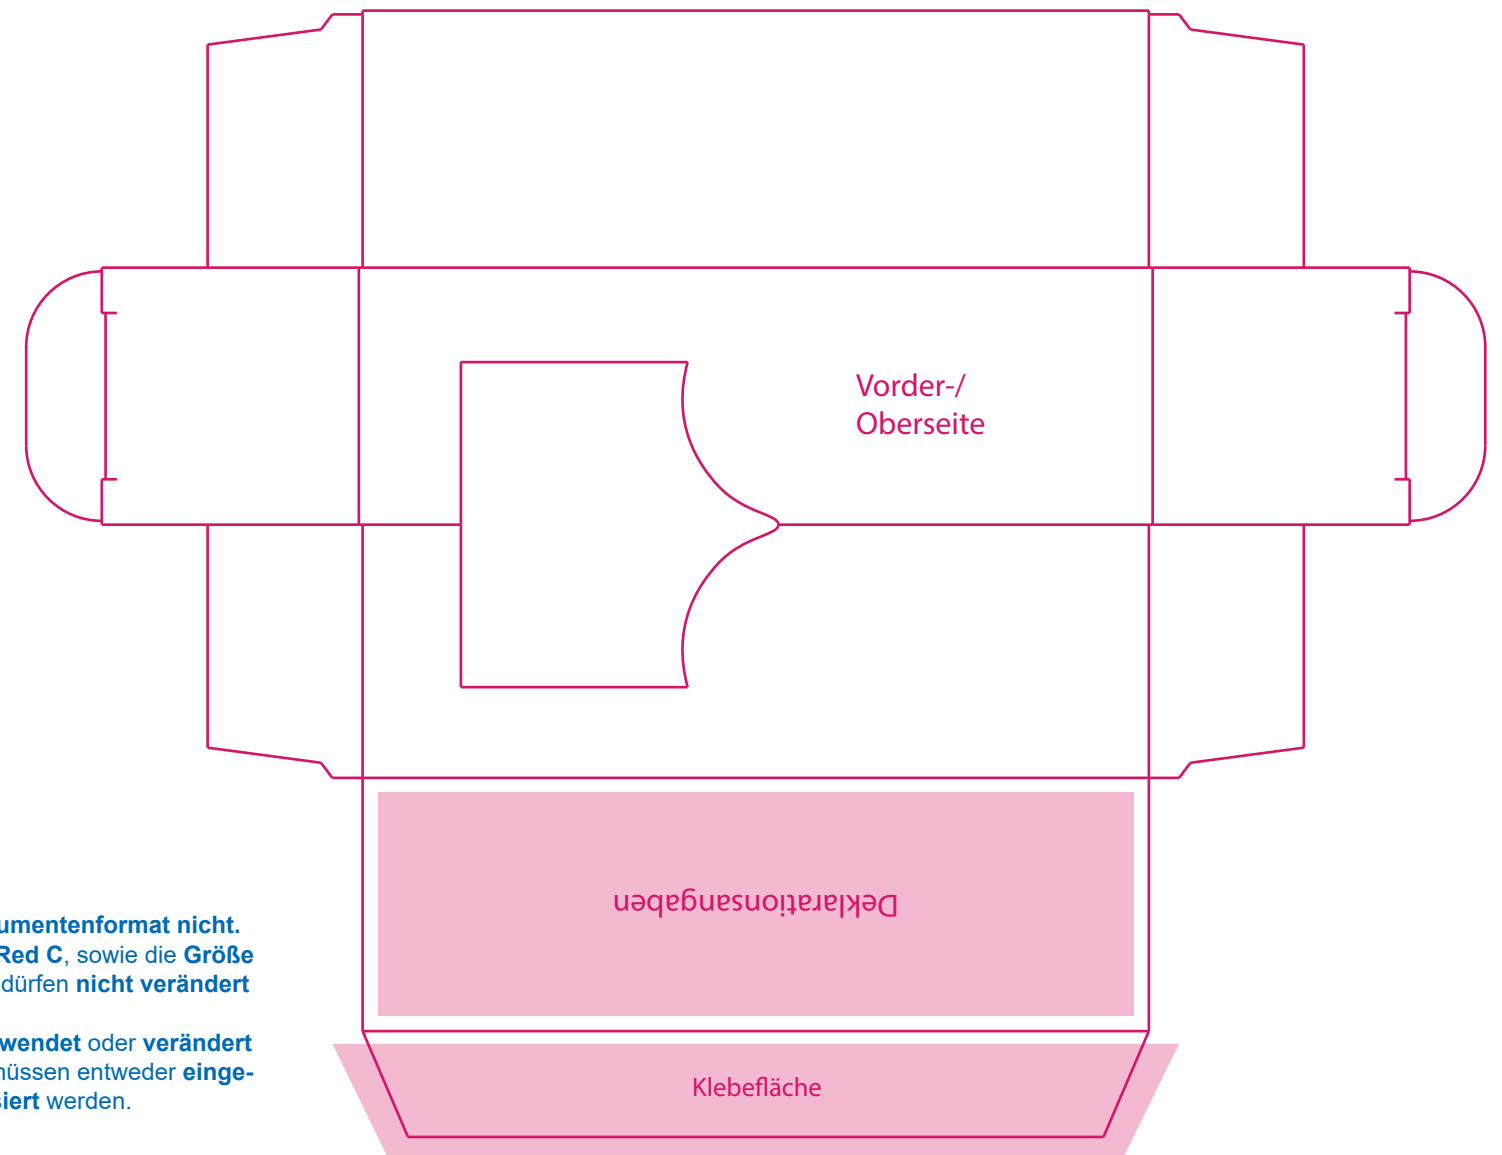 Vorder-/
Oberseite
Deklarationsangaben
umentenformat nicht.
Red C, sowie die Größe
dürfen nicht verändert
wendet oder verändert
müssen entweder einge-
siert werden.
Klebefläche